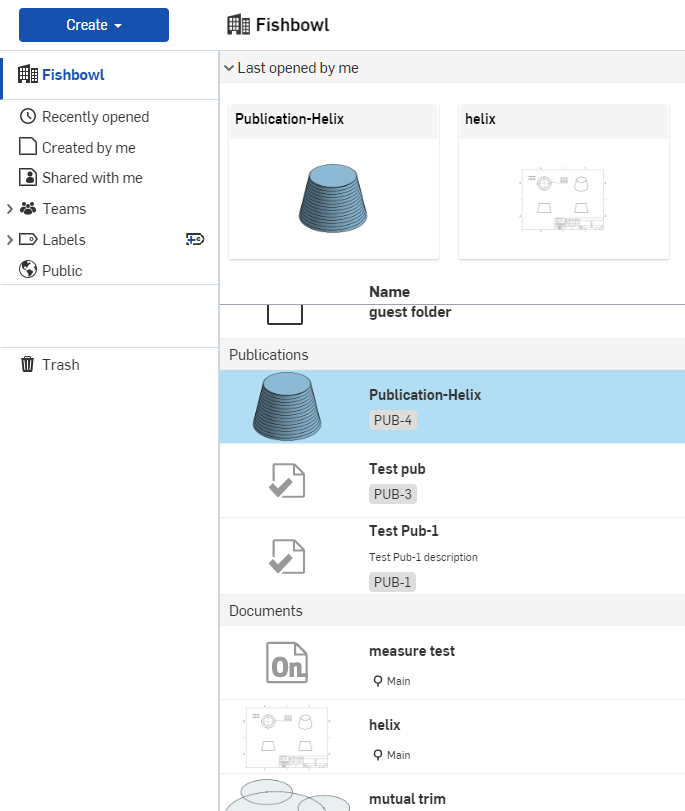 Create
Fishbowl
Fishbowl
Recently opened
Created by me
Shared with me
Teams
Labels
Public
Trash
Last opened by me
Publication-Helix
helix
Name
guest folder
Publications
Publication-Helix
PUB-4
Test pub
PUB-3
Test Pub-1
Test Pub-1 description
PUB-1
Documents
On
measure test
Main
helix
Main
mutual trim